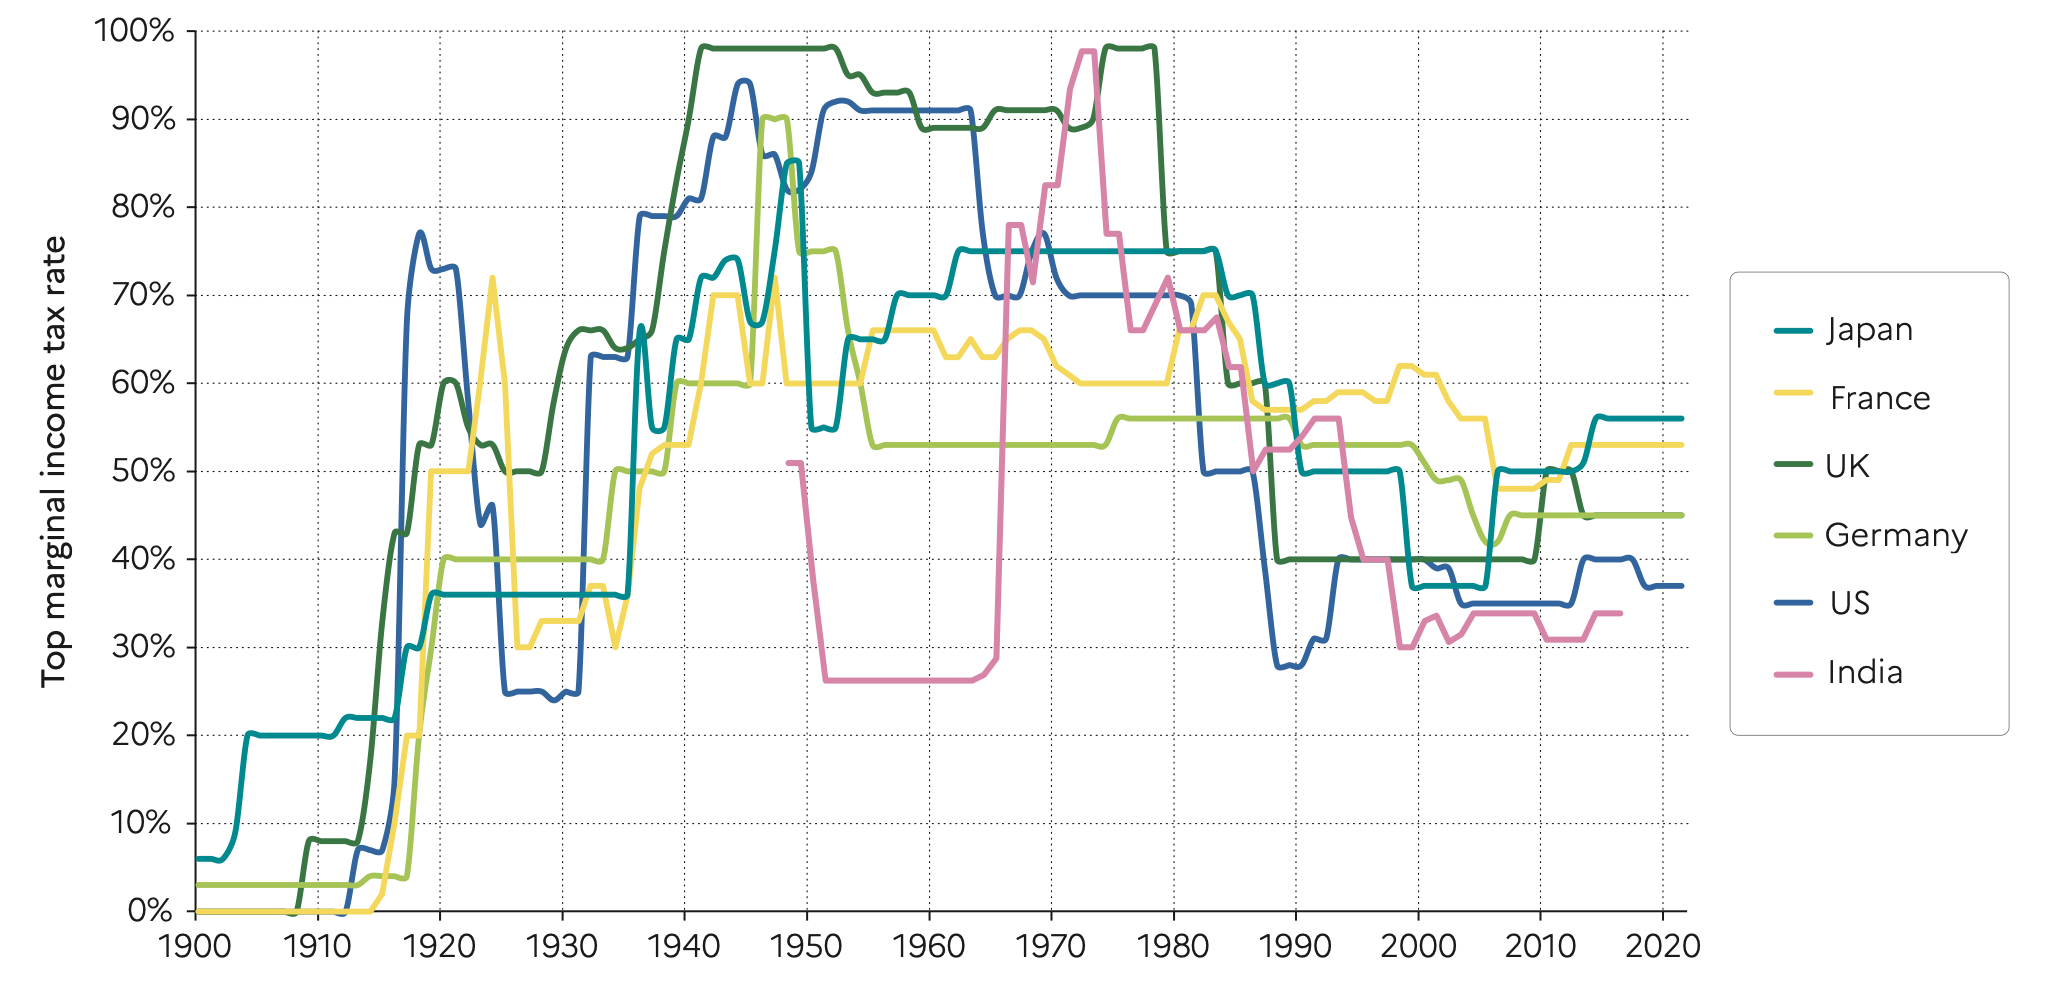 Top marginal income tax rate
100%
90%
80%
70%
60%
50%
40%
30%
20%
10%
0%
1900 1910 1920 1930 1940 1950 1960 1970 1980 1990 2000 2010 2020
Japan
France
UK
Germany
US
India